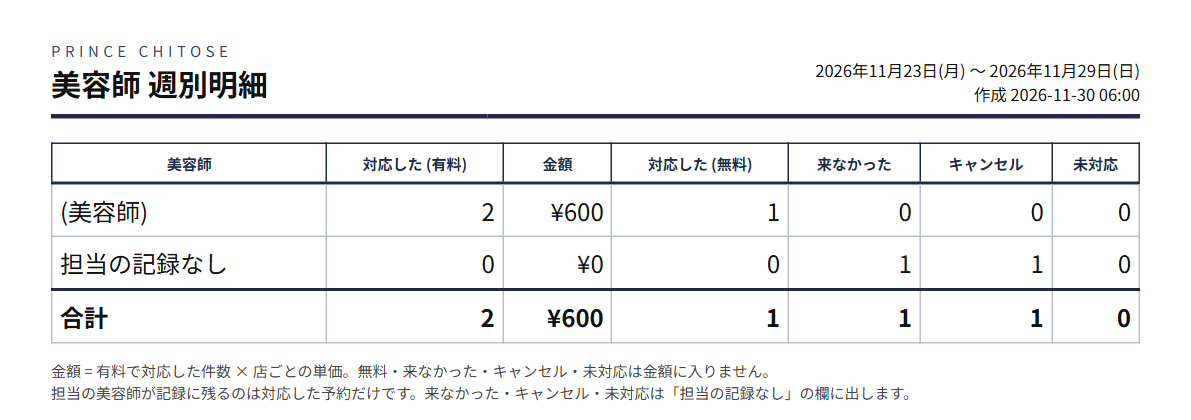 PRINCE CHITOSE
美容師 週別明細
2026年11月23日(月) ～ 2026年11月29日(日)
作成 2026-11-30 06:00
美容師 対応した (有料) 金額 対応した (無料) 来なかった キャンセル 未対応
(美容師) 2 ¥600 1 0 0 0
担当の記録なし 0 ¥0 0 1 1 0
合計 2 ¥600 1 1 1 0
金額 = 有料で対応した件数 × 店ごとの単価。無料・来なかった・キャンセル・未対応は金額に入りません。
担当の美容師が記録に残るのは対応した予約だけです。来なかった・キャンセル・未対応は「担当の記録なし」の欄に出します。